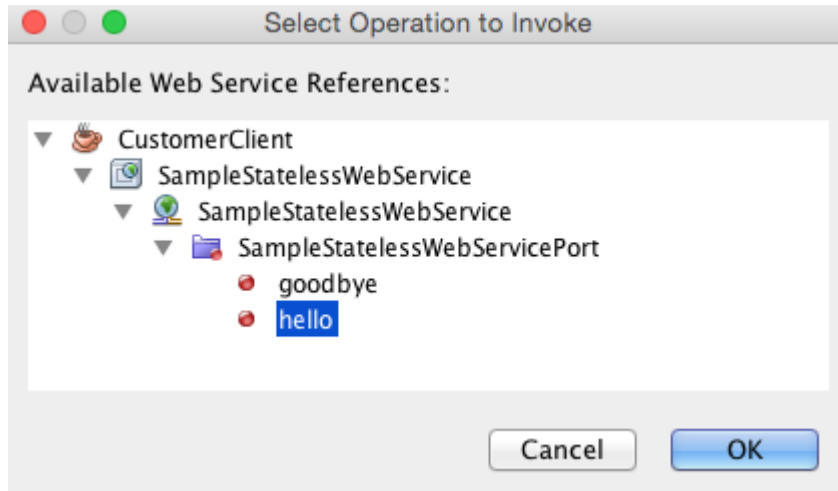 Select Operation to Invoke
Available Web Service References:
CustomerClient
SampleStatelessWebService
SampleStatelessWebService
SampleStatelessWebServicePort
goodbye
hello
Cancel OK